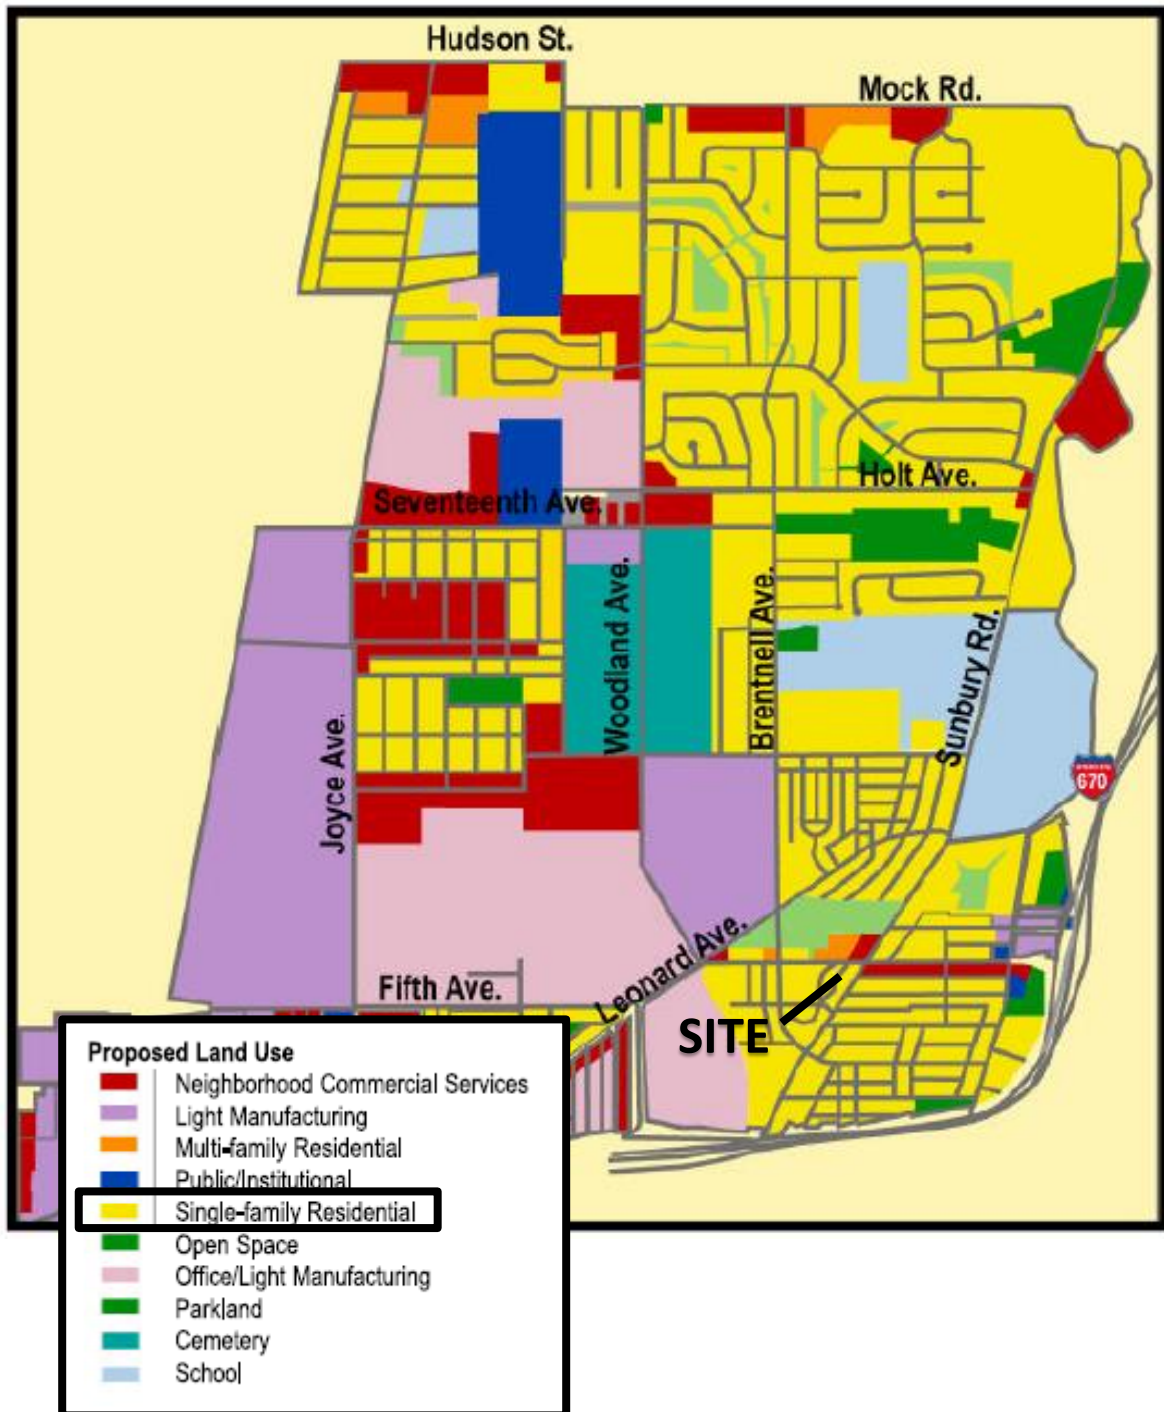 Hudson St.
Mock Rd.
Holt Ave.
Seventeenth Ave.
Woodland Ave.
Brentnell Ave.
Sunbury Rd.
Joyce Ave.
670
Leonard Ave.
Fifth Ave.
SITE
Proposed Land Use
Neighborhood Commercial Services
Light Manufacturing
Multi-family Residential
Public/Institutional
Single-family Residential
Open Space
Office/Light Manufacturing
Parkland
Cemetery
School